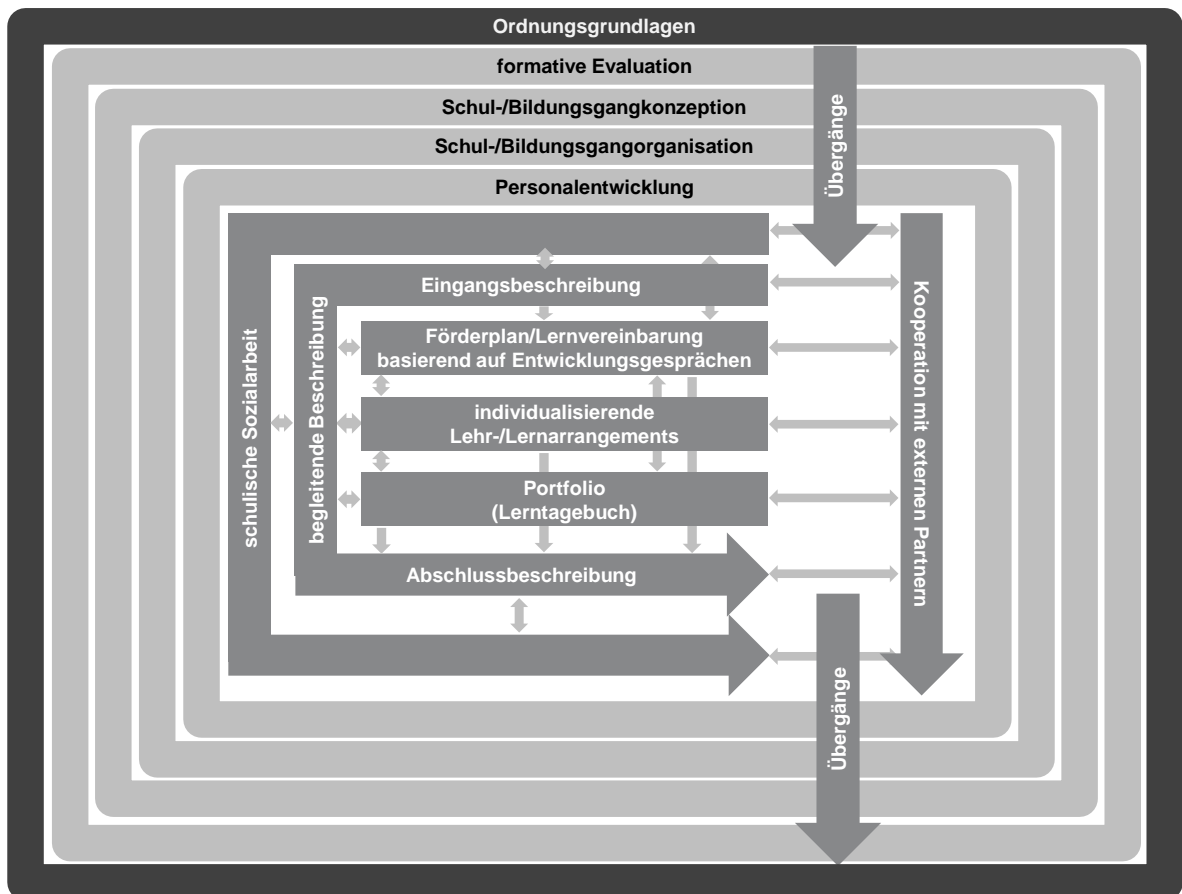 Ordnungsgrundlagen
formative Evaluation
Schul-/Bildungsgangkonzeption
Schul-/Bildungsgangorganisation
Personalentwicklung
Übergänge
schulische Sozialarbeit
begleitende Beschreibung
Eingangsbeschreibung
Förderplan/Lernvereinbarung
basierend auf Entwicklungsgesprächen
individualisierende
Lehr-/Lernarrangements
Portfolio
(Lerntagebuch)
Abschlussbeschreibung
Kooperation mit externen Partnern
Übergänge